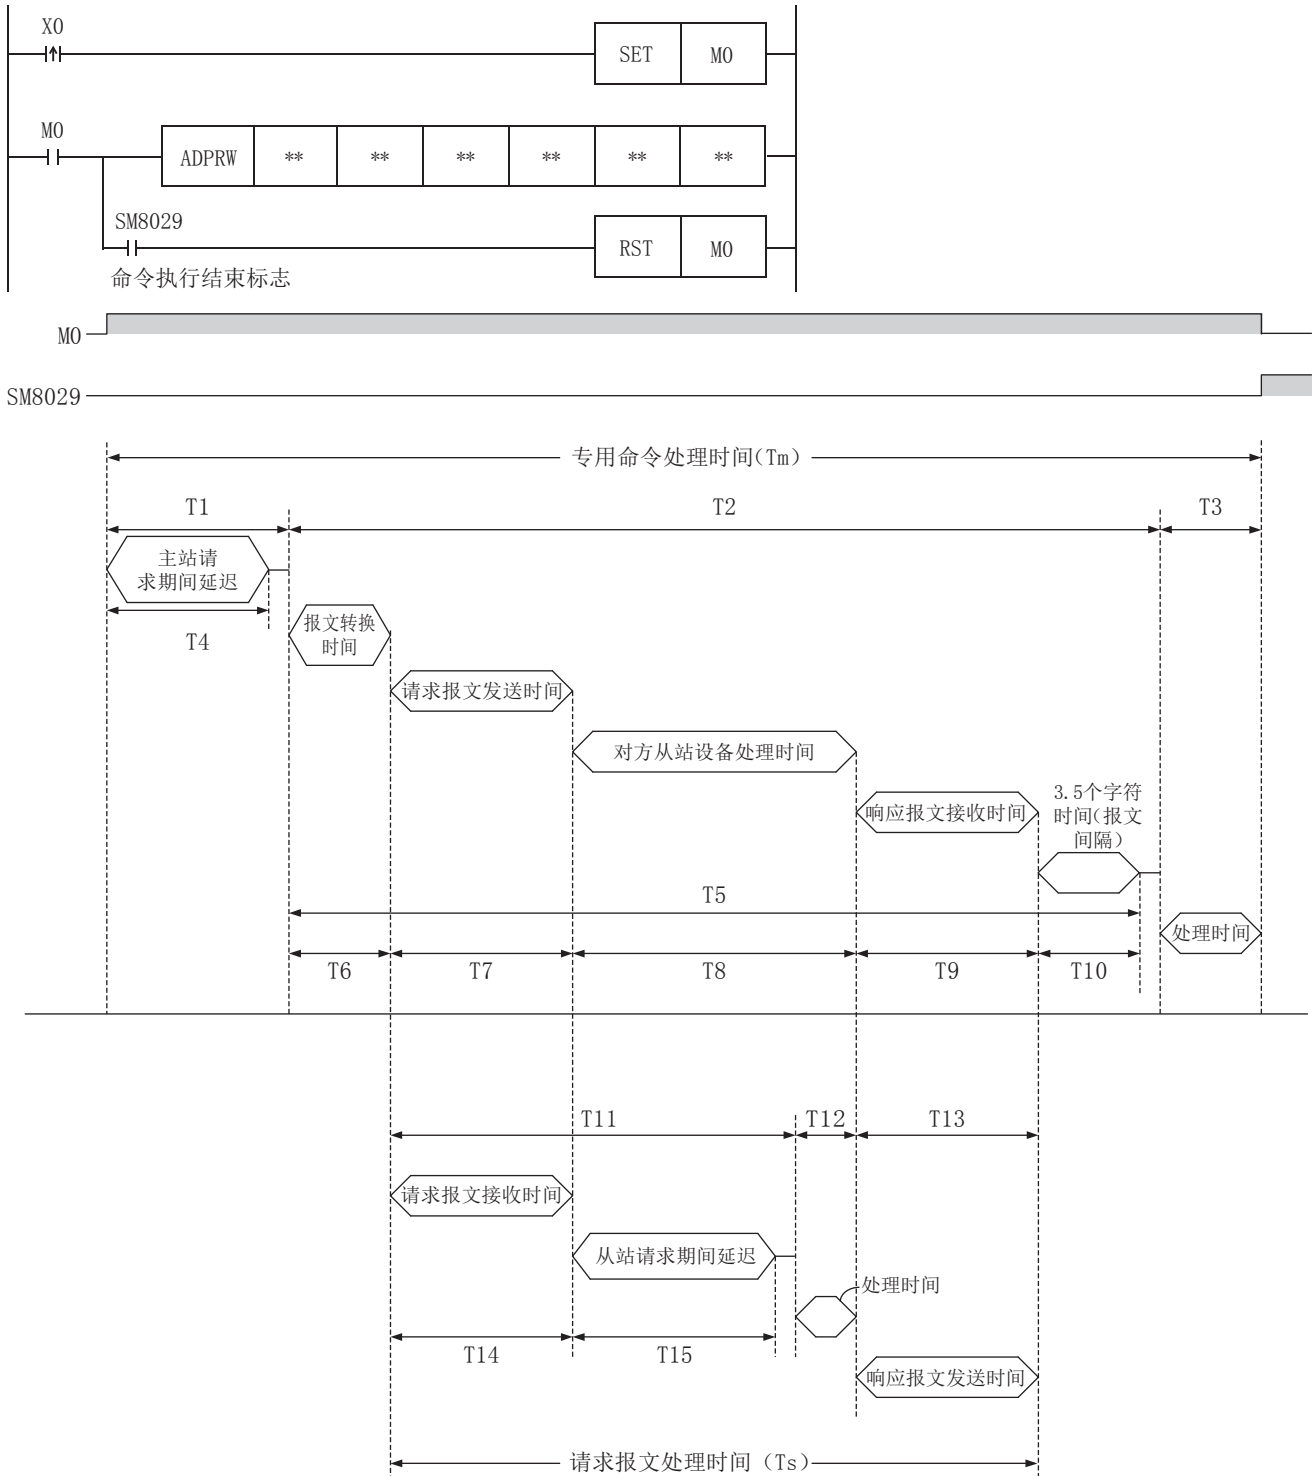 X0
SET M0
M0
ADPRW ** ** ** ** ** **
SM8029
RST M0
命令执行结束标志
M0
SM8029
专用命令处理时间(Tm)
T1 T2 T3
主站请
求期间延迟
T4
报文转换
时间
请求报文发送时间
对方从站设备处理时间
响应报文接收时间
3.5个字符
时间(报文
间隔)
T5
处理时间
T6 T7 T8 T9 T10
T11 T12 T13
请求报文接收时间
从站请求期间延迟
处理时间
T14 T15
响应报文发送时间
请求报文处理时间 (Ts)